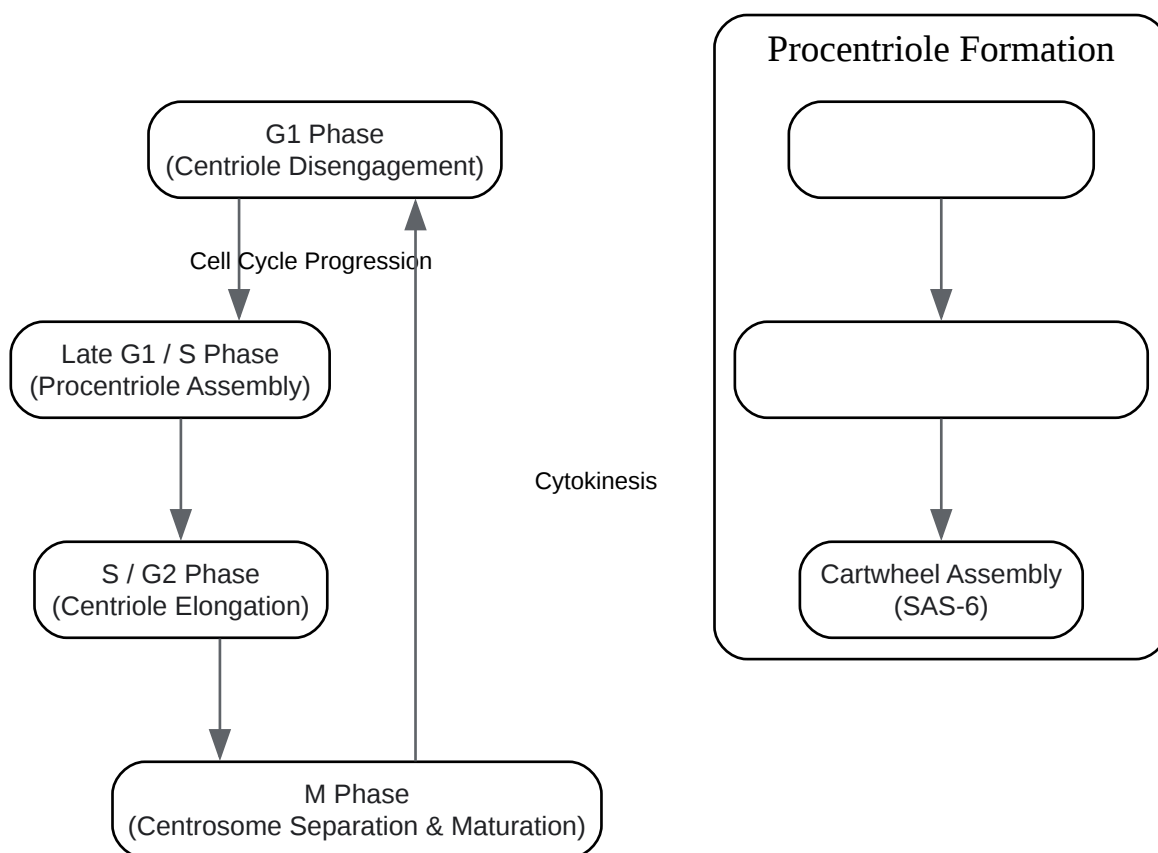 Procentriole Formation
G1 Phase
(Centriole Disengagement)
Cell Cycle Progression
Late G1 / S Phase
(Procentriole Assembly)
Cytokinesis
S / G2 Phase
(Centriole Elongation)
Cartwheel Assembly
(SAS-6)
M Phase
(Centrosome Separation & Maturation)